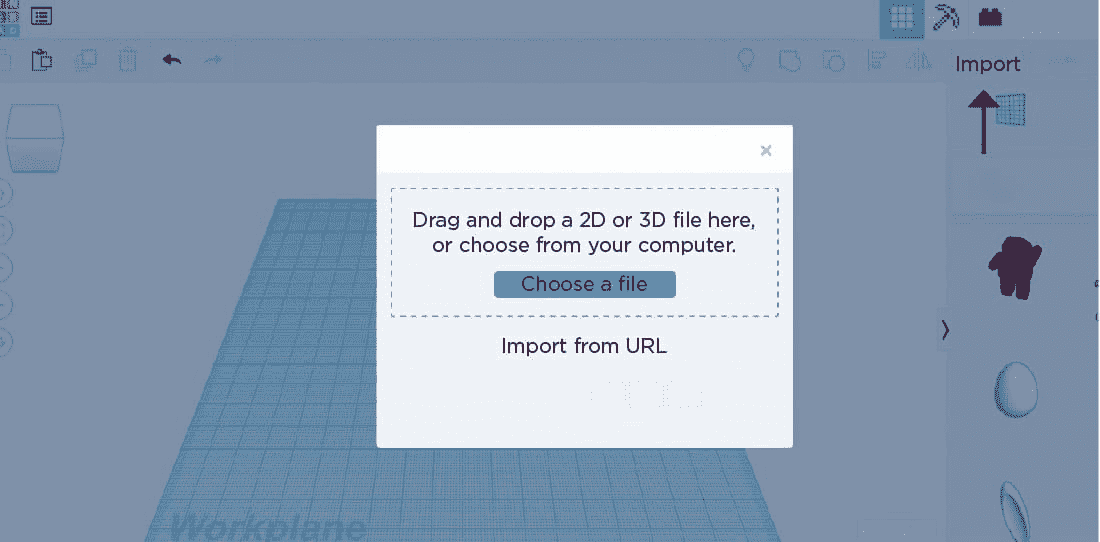 Import
Drag and drop a 2D or 3D file here,
or choose from your computer.
Choose a file
Import from URL
Workplane